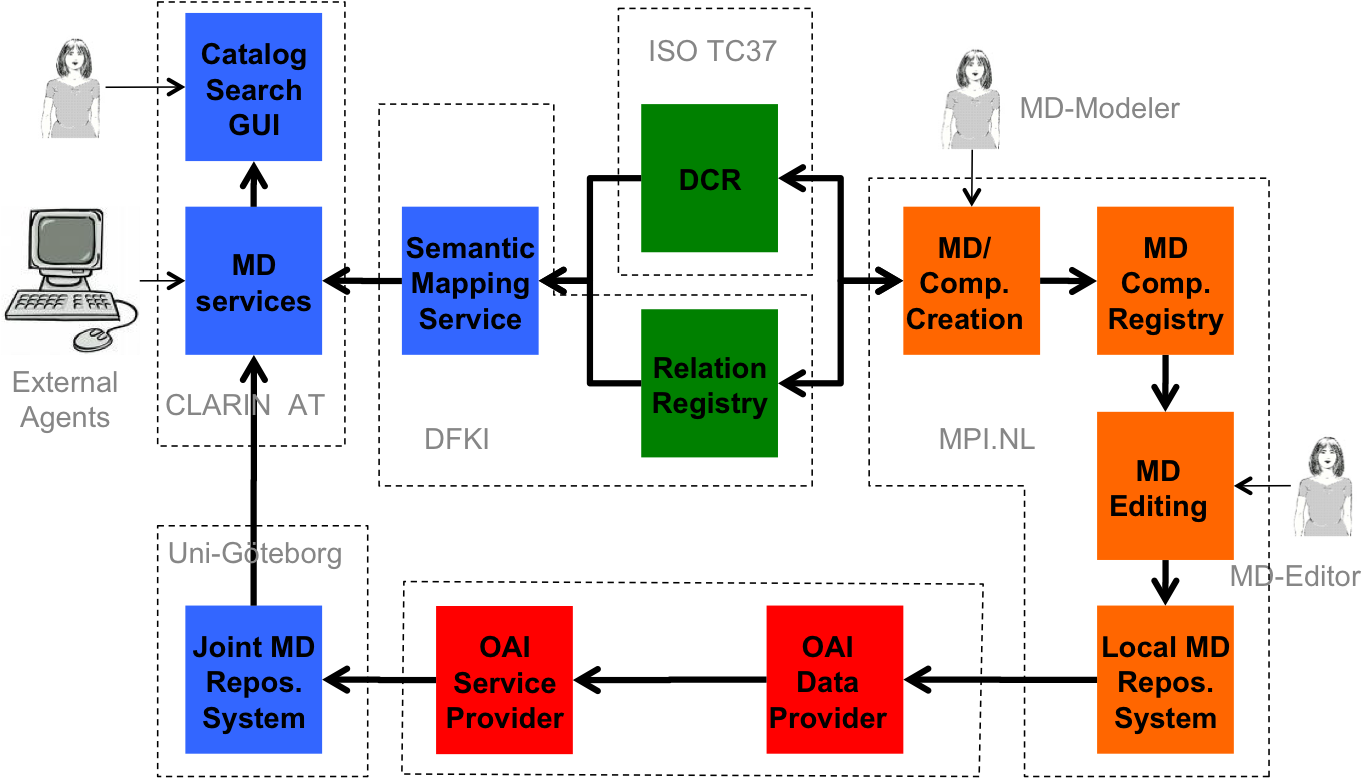 Catalog
Search
GUI
ISO TC37
MD-Modeler
DCR
MD
services
Semantic
Mapping
Service
MD/
Comp.
Creation
MD
Comp.
Registry
External
Agents
CLARIN AT
Relation
Registry
DFKI
MPI.NL
MD
Editing
Uni-Göteborg
MD-Editor
Joint MD
Repos.
System
OAI
Service
Provider
OAI
Data
Provider
Local MD
Repos.
System